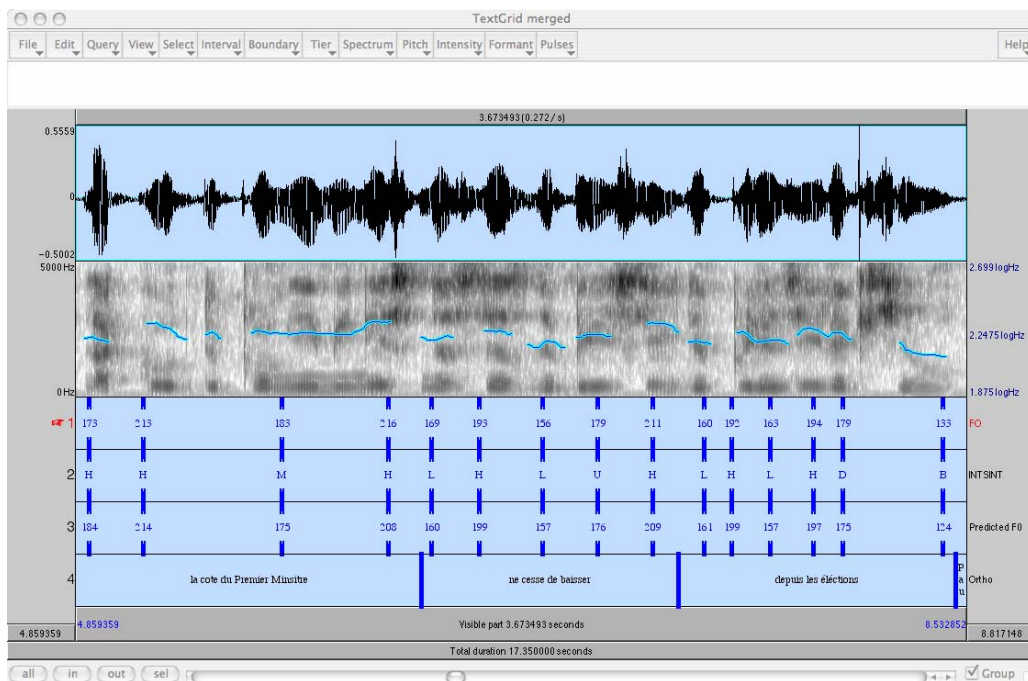 TextGrid merged
File Edit Query View Select Interval Boundary Tier Spectrum Pitch Intensity Formant Pulses Help
3.673493(0.272 / s)
0.5559
0
-0.5002
5000 Hz 2.699 logHz
2.2475 logHz
0 Hz 1.875 logHz
1 173 213 183 216 169 193 156 179 211 160 192 163 194 179 133 F0
2 H H M H L H L U H L H L H D B INTSINT
3 184 214 175 208 160 199 157 176 209 161 199 157 197 175 124 Predicted F0
4 la cote du Premier Minsitre ne cesse de baisser depuis les éléctions Pau Ortho
4.859359 4.859359 Visible part 3.673493 seconds 8.532852 8.817148
Total duration 17.350000 seconds
all in out sel Group